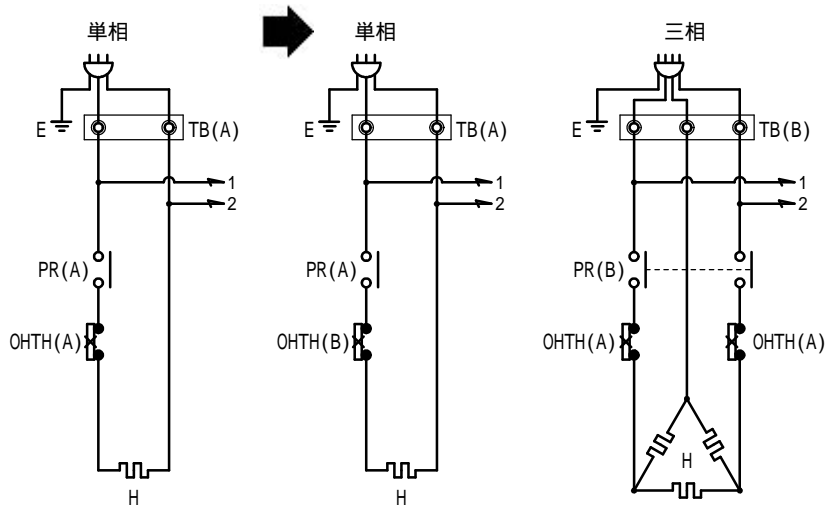 単相
単相
三相
E
TB(A)
E
TB(A)
E
TB(B)
1
1
1
2
2
2
PR(A)
PR(A)
PR(B)
OHTH(A)
OHTH(B)
OHTH(A)
OHTH(A)
H
H
H